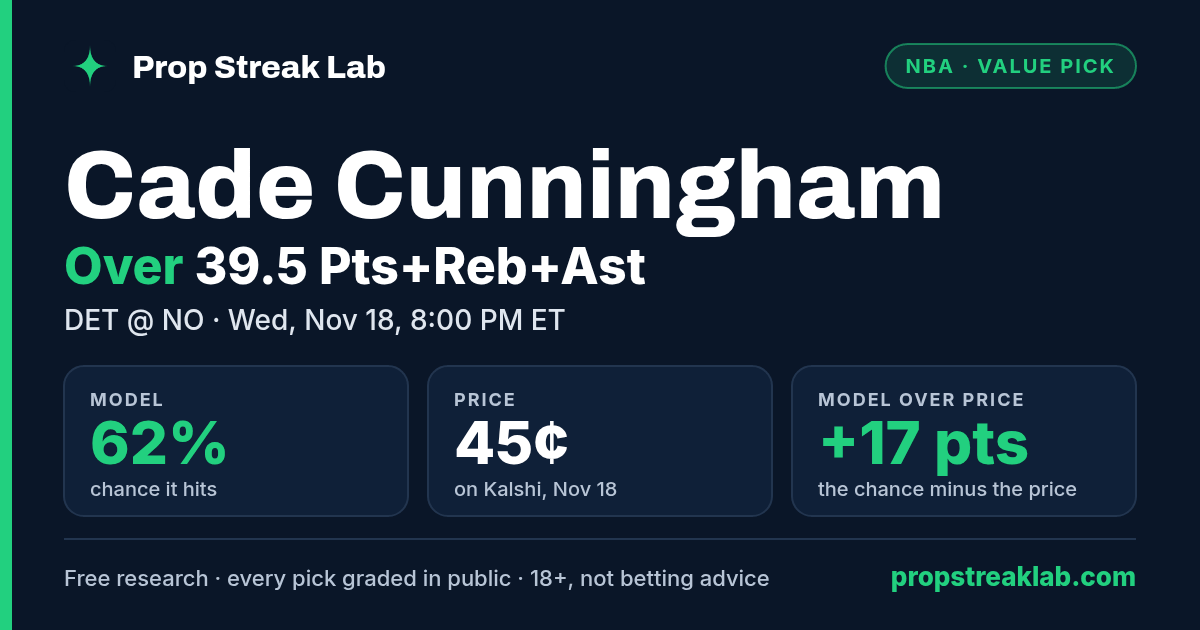 Prop Streak Lab
NBA · VALUE PICK
Cade Cunningham
Over 39.5 Pts+Reb+Ast
DET @ NO · Wed, Nov 18, 8:00 PM ET
MODEL
62%
chance it hits
PRICE
45¢
on Kalshi, Nov 18
MODEL OVER PRICE
+17 pts
the chance minus the price
Free research · every pick graded in public · 18+, not betting advice
propstreaklab.com